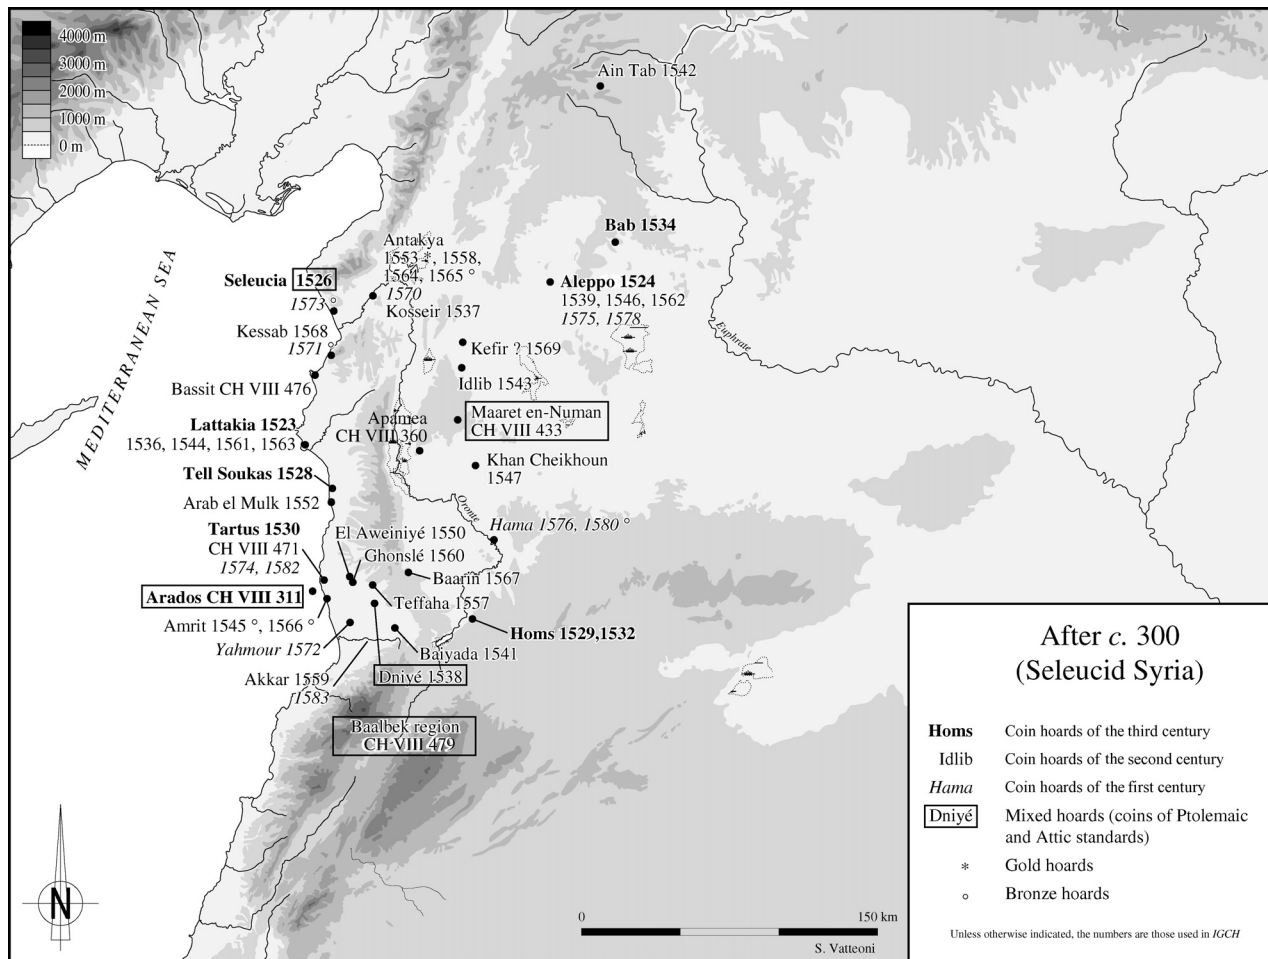 4000 m
3000 m
2000 m
1000 m
0 m
Ain Tab 1542
MEDITERRANEAN SEA
Bab 1534
Antakya
1553 *, 1558,
1564, 1565 °
1570
Kosseir 1537
Seleucia 1526
1573 °
Aleppo 1524
1539, 1546, 1562
1575, 1578
Euphrate
Kessab 1568
1571 °
Kefir ? 1569
Idlib 1543
Bassit CH VIII 476
Maaret en-Numan
CH VIII 433
Apamea
CH VIII 360
Lattakia 1523
1536, 1544, 1561, 1563
Khan Cheikhoun
1547
Tell Soukas 1528
Arab el Mulk 1552
Oronte
Hama 1576, 1580 °
Tartus 1530
CH VIII 471
1574, 1582
El Aweiniyé 1550
Ghonslé 1560
Baarin 1567
Teffaha 1557
Arados CH VIII 311
Amrit 1545 °, 1566 °
Yahmour 1572
Homs 1529,1532
Baiyada 1541
Dniyé 1538
Akkar 1559
1583
Baalbek region
CH VIII 479
After c. 300
(Seleucid Syria)
Homs Coin hoards of the third century
Idlib Coin hoards of the second century
Hama Coin hoards of the first century
Dniyé Mixed hoards (coins of Ptolemaic
and Attic standards)
* Gold hoards
° Bronze hoards
Unless otherwise indicated, the numbers are those used in IGCH
N
0 150 km
S. Vatteoni